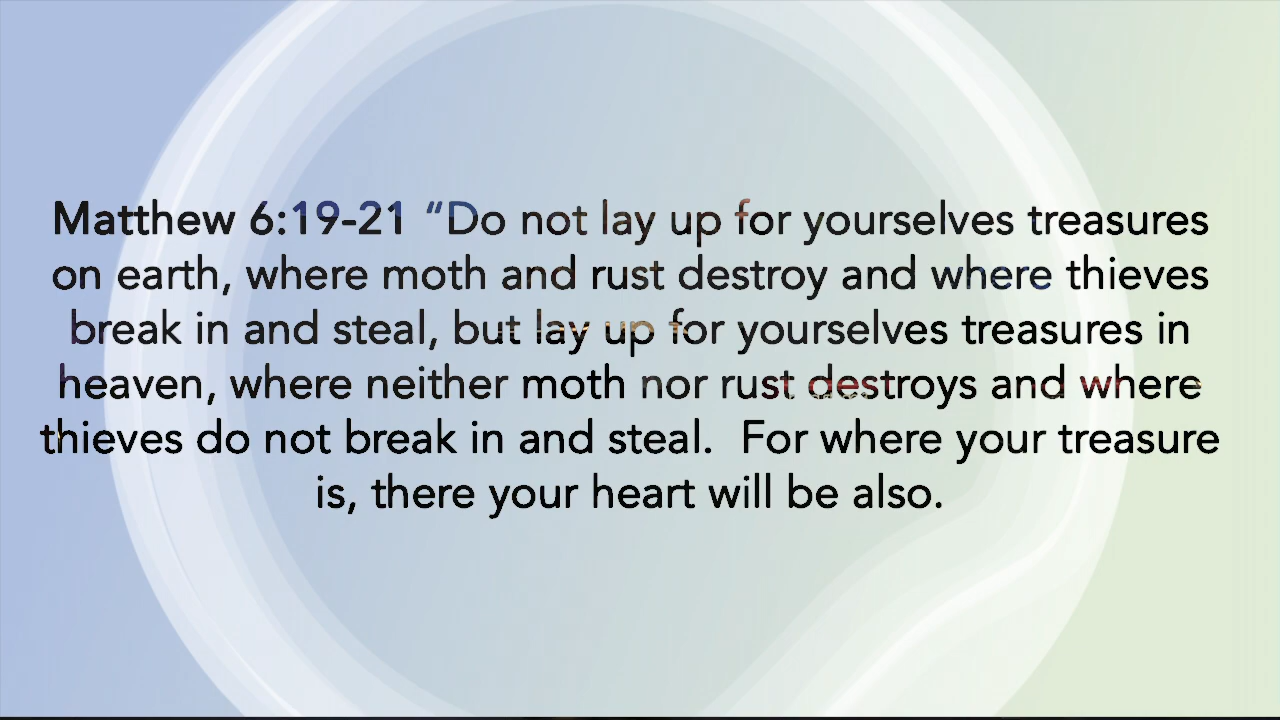 Matthew 6:19-21 “Do not lay up for yourselves treasures
on earth, where moth and rust destroy and where thieves
break in and steal, but lay up for yourselves treasures in
heaven, where neither moth nor rust destroys and where
thieves do not break in and steal.  For where your treasure
is, there your heart will be also.